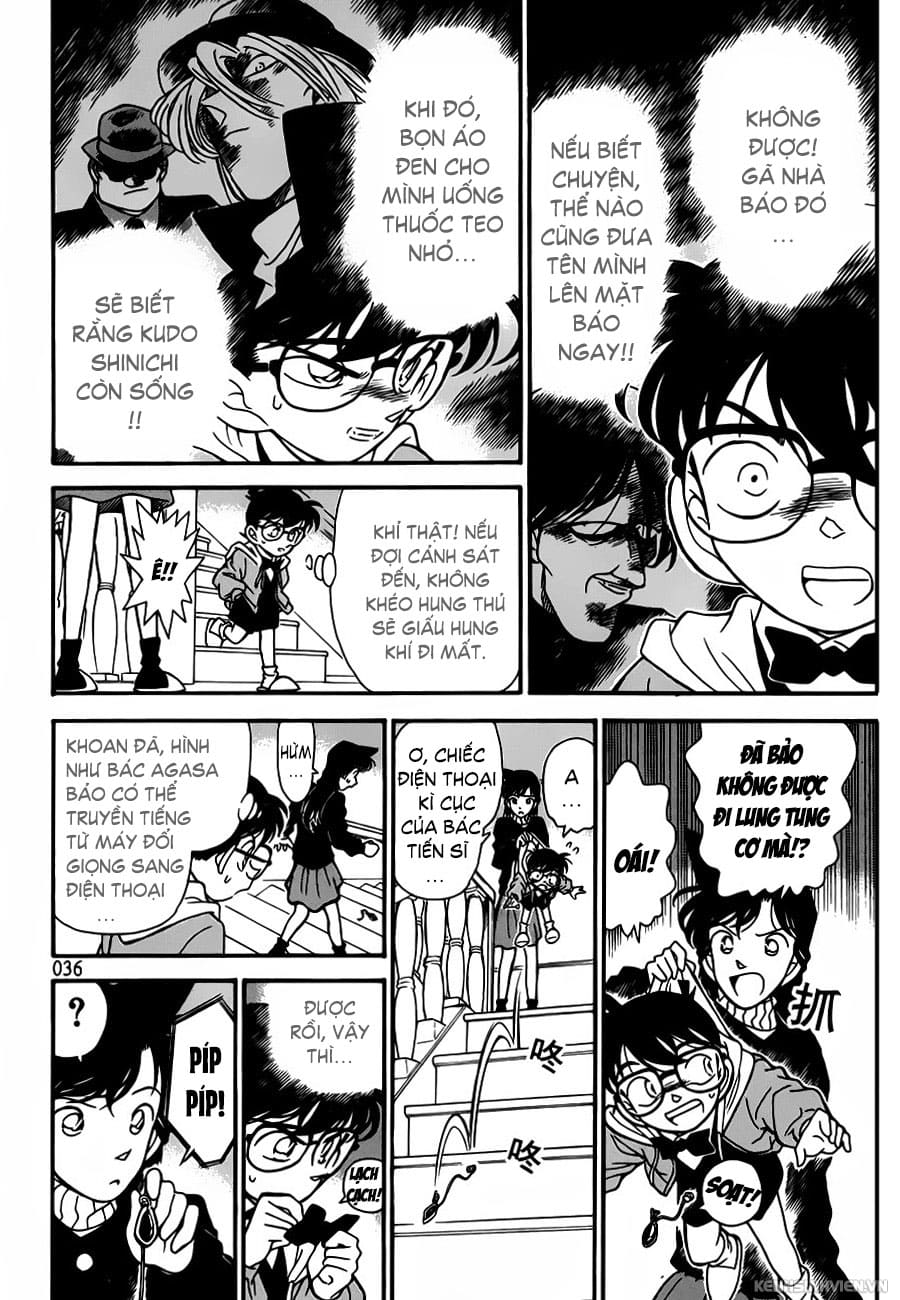 KHÔNG
ĐƯỢC!
GÃ NHÀ
BÁO ĐÓ
...
NẾU BIẾT
CHUYỆN,
THẾ NÀO
CŨNG ĐƯA
TÊN MÌNH
LÊN MẶT
BÁO
NGAY!!
KHI ĐÓ,
BỌN ÁO
ĐEN CHO
MÌNH UỐNG
THUỐC TEO
NHỎ...
SẼ BIẾT
RẰNG KUDO
SHINICHI
CÒN SỐNG
!!
KHỈ THẬT! NẾU
ĐỢI CẢNH SÁT
ĐẾN, KHÔNG
KHÉO HUNG THỦ
SẼ GIẤU HUNG
KHÍ ĐI MẤT.
Ê!!
ĐÃ BẢO
KHÔNG ĐƯỢC
ĐI LUNG TUNG
CƠ MÀ!?
OÁI!
抓
SOẠT!
A
...
Ơ, CHIẾC
ĐIỆN THOẠI
KÌ CỤC
CỦA BÁC
TIẾN SĨ
...
咚
咚
HỪM
...
KHOAN ĐÃ, HÌNH
NHƯ BÁC AGASA
BẢO CÓ THỂ
TRUYỀN TIẾNG
TỪ MÁY ĐỔI
GIỌNG SANG
ĐIỆN THOẠI
...
036
ĐƯỢC
RỒI, VẬY
THÌ...
LẠCH
CẠCH!
PÍP
PÍP!
?
KENHSINHVIEN.VN